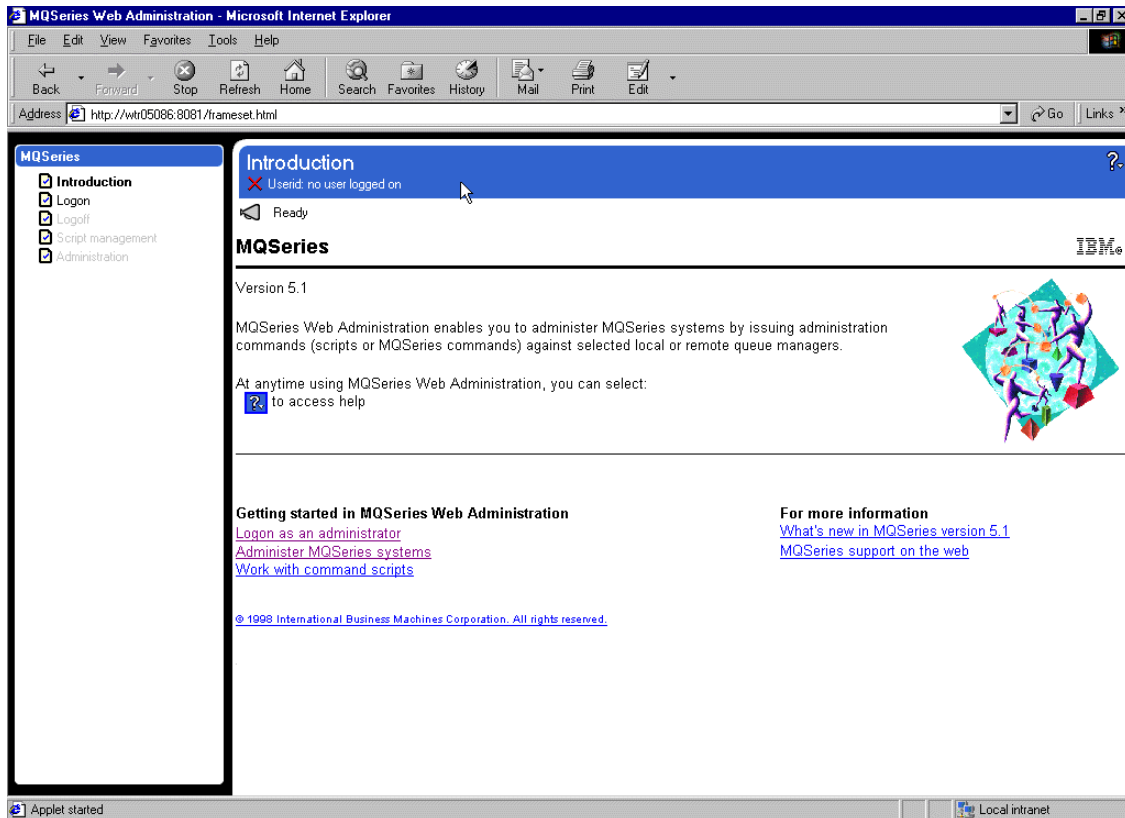 MQSeries Web Administration - Microsoft Internet Explorer
File Edit View Favorites Tools Help
Back Forward Stop Refresh Home Search Favorites History Mail Print Edit
Address http://wtr05086:8081/frameset.html Go Links »
MQSeries
Introduction
Logon
Logoff
Script management
Administration
Introduction
Userid: no user logged on
Ready
MQSeries
IBM
Version 5.1
MQSeries Web Administration enables you to administer MQSeries systems by issuing administration
commands (scripts or MQSeries commands) against selected local or remote queue managers.
At anytime using MQSeries Web Administration, you can select:
? to access help
Getting started in MQSeries Web Administration
Logon as an administrator
Administer MQSeries systems
Work with command scripts
For more information
What's new in MQSeries version 5.1
MQSeries support on the web
© 1998 International Business Machines Corporation. All rights reserved.
Applet started
Local intranet